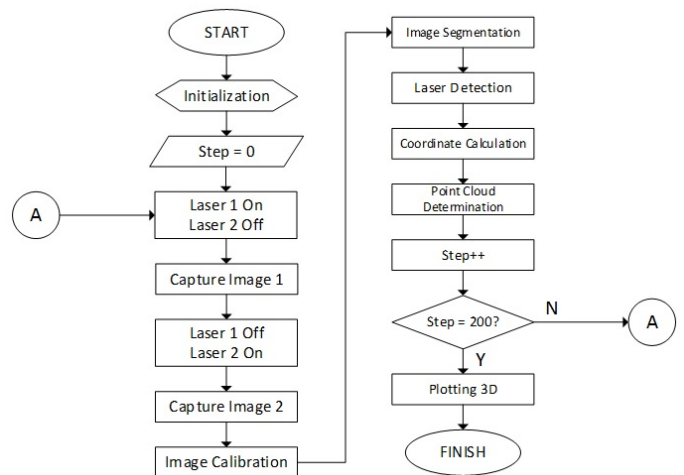 START
Initialization
Step = 0
A
Laser 1 On
Laser 2 Off
Capture Image 1
Laser 1 Off
Laser 2 On
Capture Image 2
Image Calibration
Image Segmentation
Laser Detection
Coordinate Calculation
Point Cloud
Determination
Step++
Step = 200?
N
A
Y
Plotting 3D
FINISH